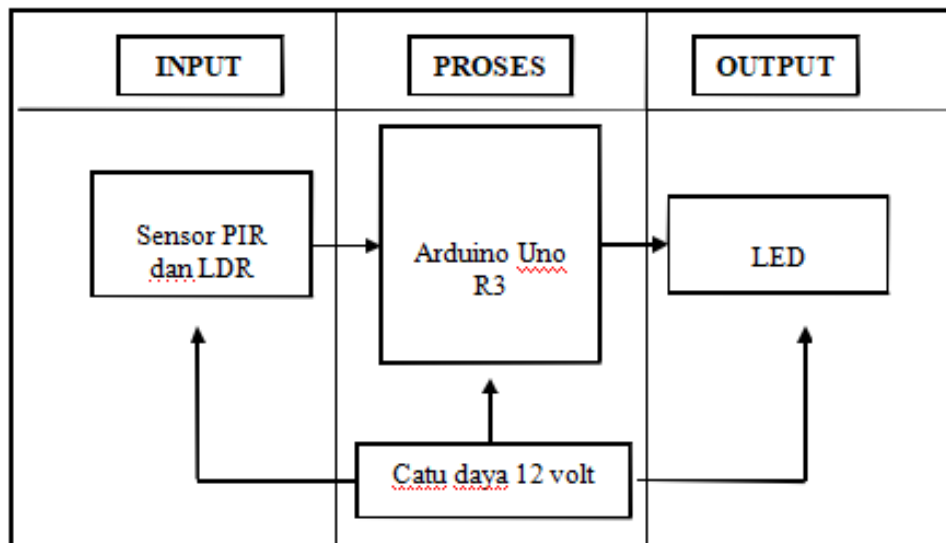 INPUT
PROSES
OUTPUT
Sensor PIR
dan LDR
Arduino Uno
R3
LED
Catu daya 12 volt